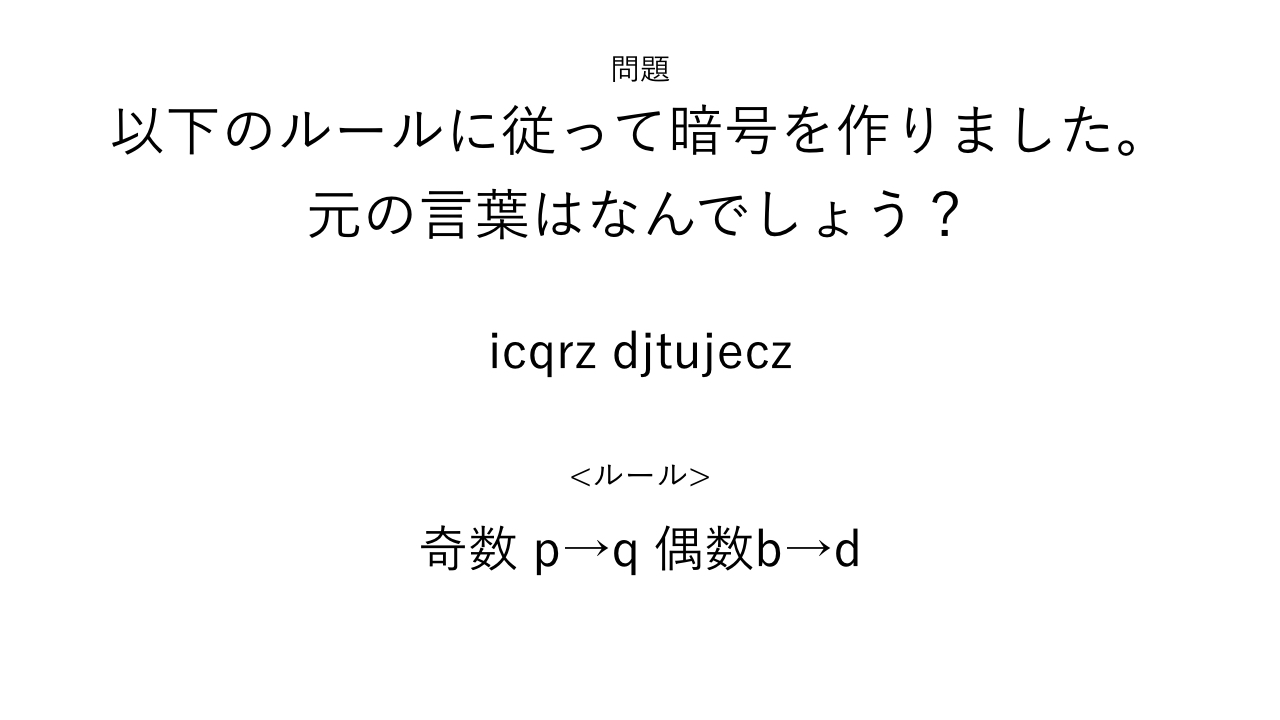 問題
以下のルールに従って暗号を作りました。
元の言葉はなんでしょう？
icqrz djtujecz
<ルール>
奇数 p→q 偶数b→d